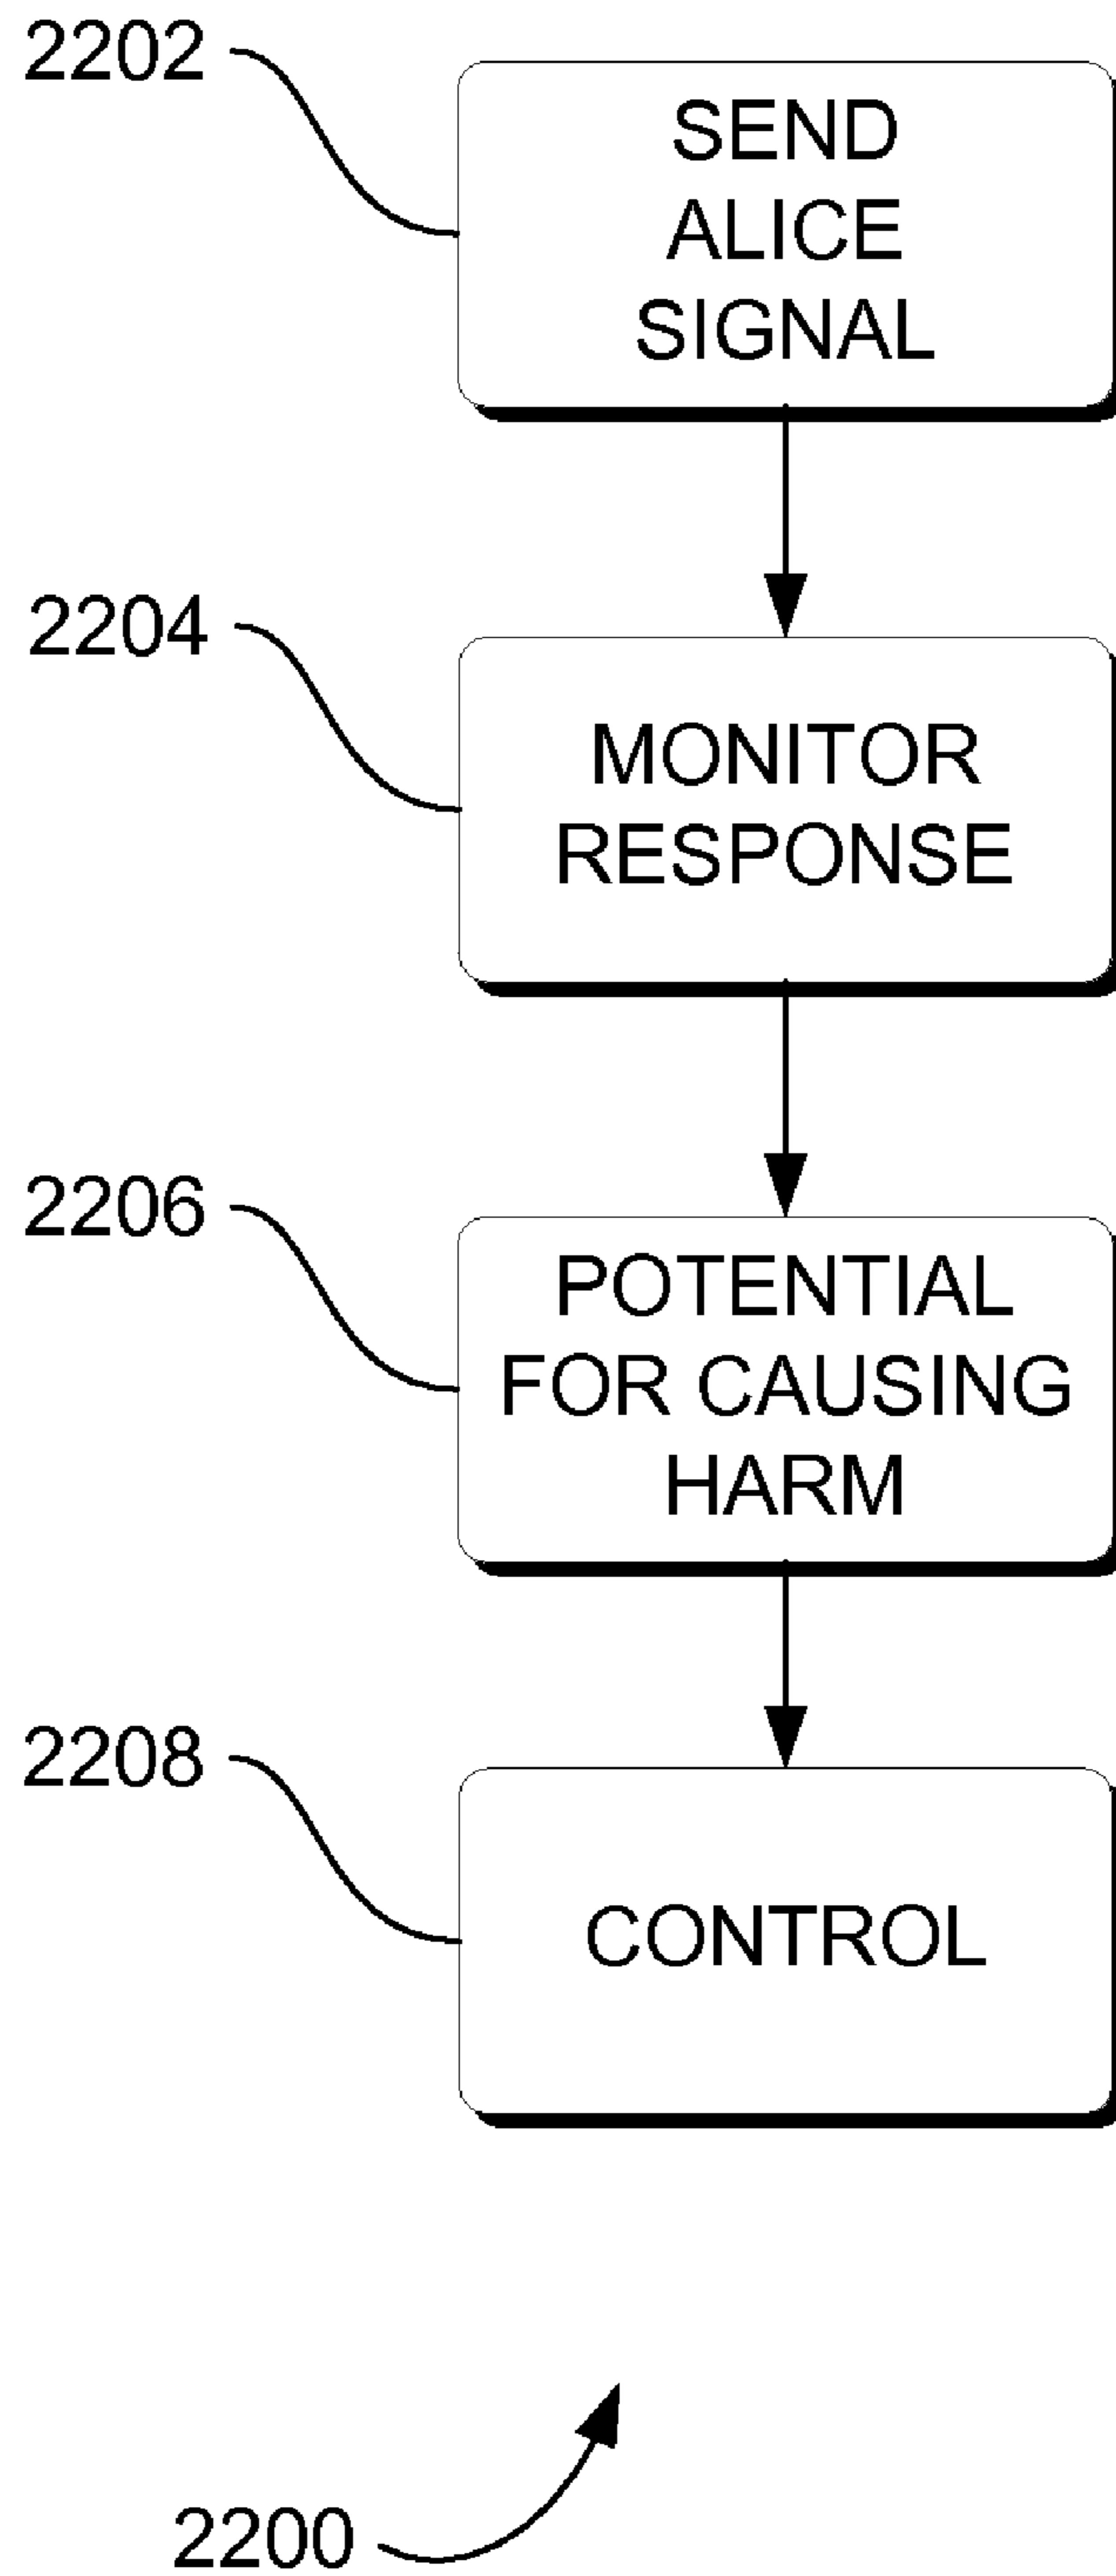 2202
SEND
ALICE
SIGNAL
2204
MONITOR
RESPONSE
2206
POTENTIAL
FOR CAUSING
HARM
2208
CONTROL
2200